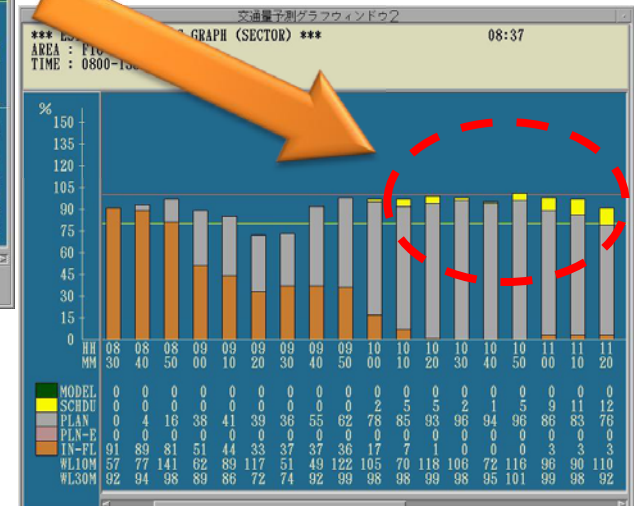 交通量予測グラフウィンドウ2
GRAPH (SECTOR) *** 08:37
AREA :
TIME : 0800-
%
150
135
120
105
90
75
60
45
30
15
0
HH 08 08 08 09 09 09 09 09 09 10 10 10 10 10 10 11 11 11
MM 30 40 50 00 10 20 30 40 50 00 10 20 30 40 50 00 10 20
MODEL 0 0 0 0 0 0 0 0 0 0 0 0 0 0 0 0 0 0
SCHDU 0 0 0 0 0 0 0 0 0 2 5 5 2 1 5 9 11 12
PLAN 0 4 16 38 41 39 36 55 62 78 85 93 96 94 96 86 83 76
PLN-E 0 0 0 0 0 0 0 0 0 0 0 0 0 0 0 0 0 0
IN-FL 91 89 81 51 44 33 37 37 36 17 7 1 0 0 0 3 3 3
WL10M 57 77 141 62 89 117 51 49 122 105 70 118 106 72 116 96 90 110
WL30M 92 94 98 89 86 72 74 92 99 98 98 99 98 95 101 99 98 92